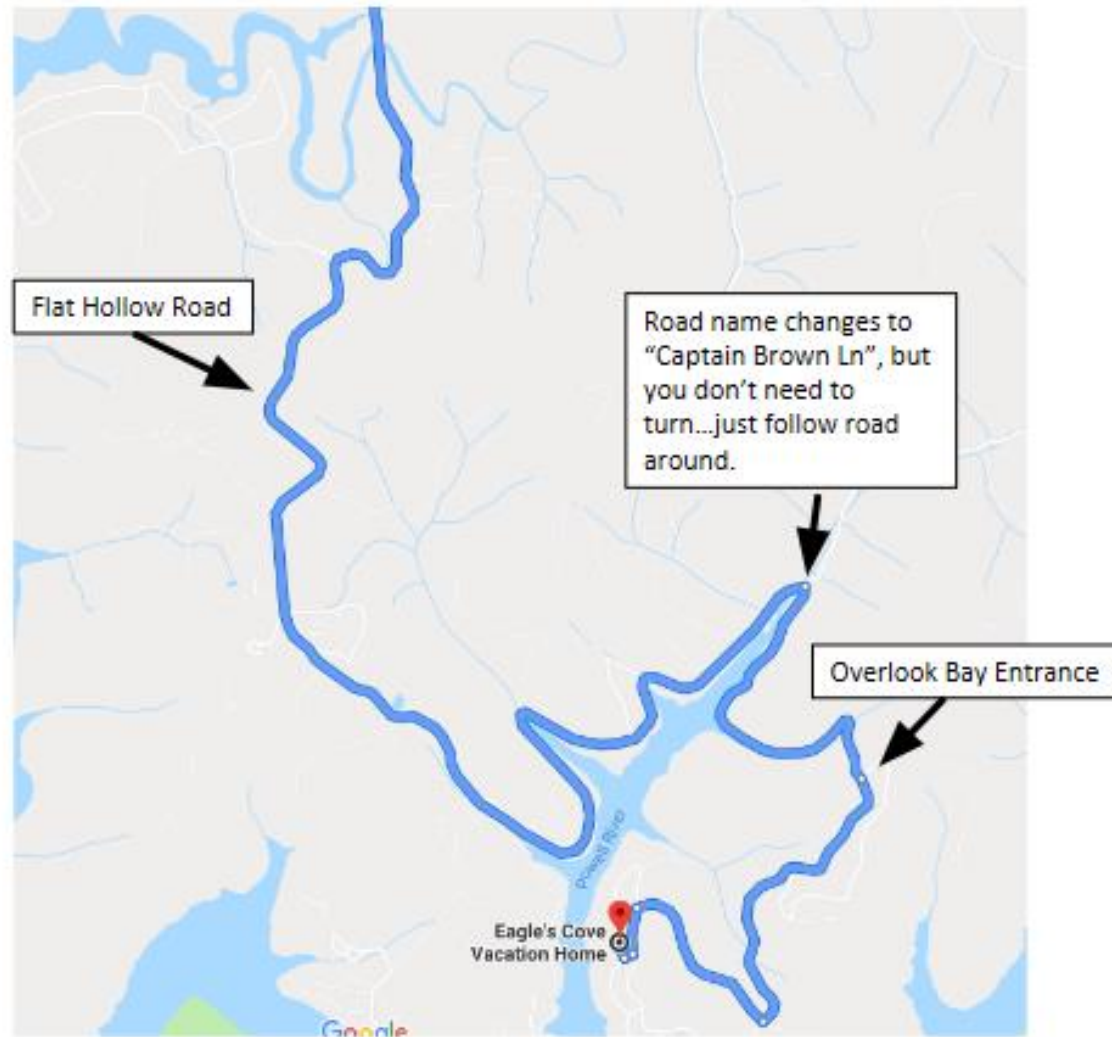 Flat Hollow Road
Road name changes to
“Captain Brown Ln”, but
you don’t need to
turn...just follow road
around.
Overlook Bay Entrance
Powell River
Eagle's Cove
Vacation Home
Google